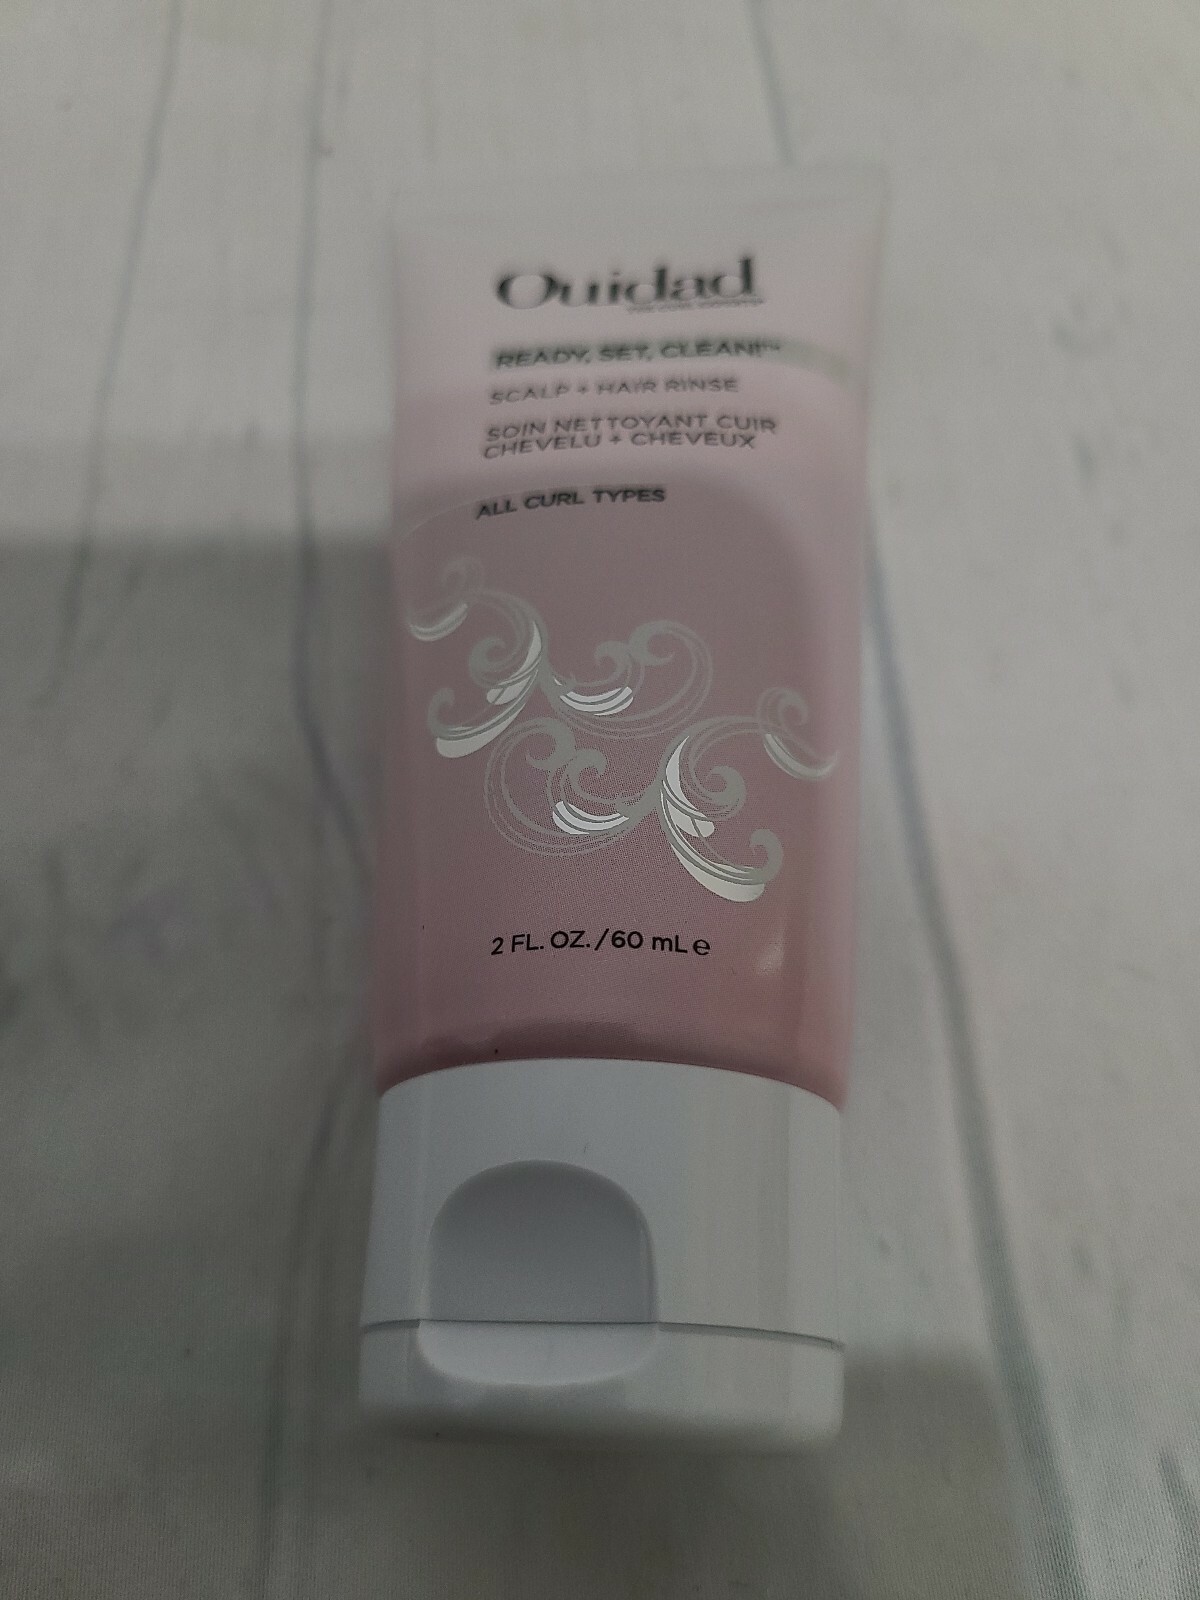 Ouidad
READY, SET, CLEAN!™
SCALP + HAIR RINSE
SOIN NETTOYANT CUIR
CHEVELU + CHEVEUX
ALL CURL TYPES
2 FL. OZ./60 mL e